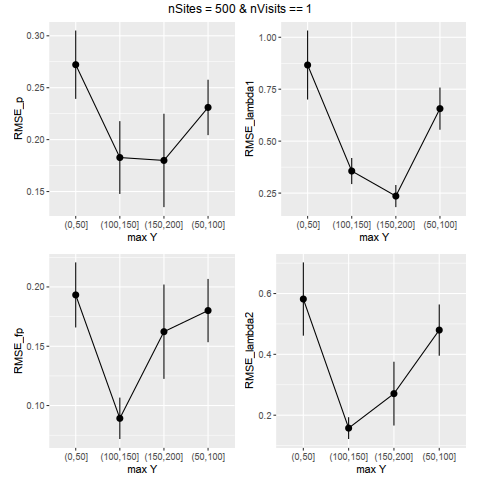 nSites = 500 & nVisits == 1
RMSE_p
0.30
0.25
0.20
0.15
(0,50] (100,150] (150,200] (50,100]
max Y
RMSE_lambda1
1.00
0.75
0.50
0.25
(0,50] (100,150] (150,200] (50,100]
max Y
RMSE_fp
0.20
0.15
0.10
(0,50] (100,150] (150,200] (50,100]
max Y
RMSE_lambda2
0.6
0.4
0.2
(0,50] (100,150] (150,200] (50,100]
max Y